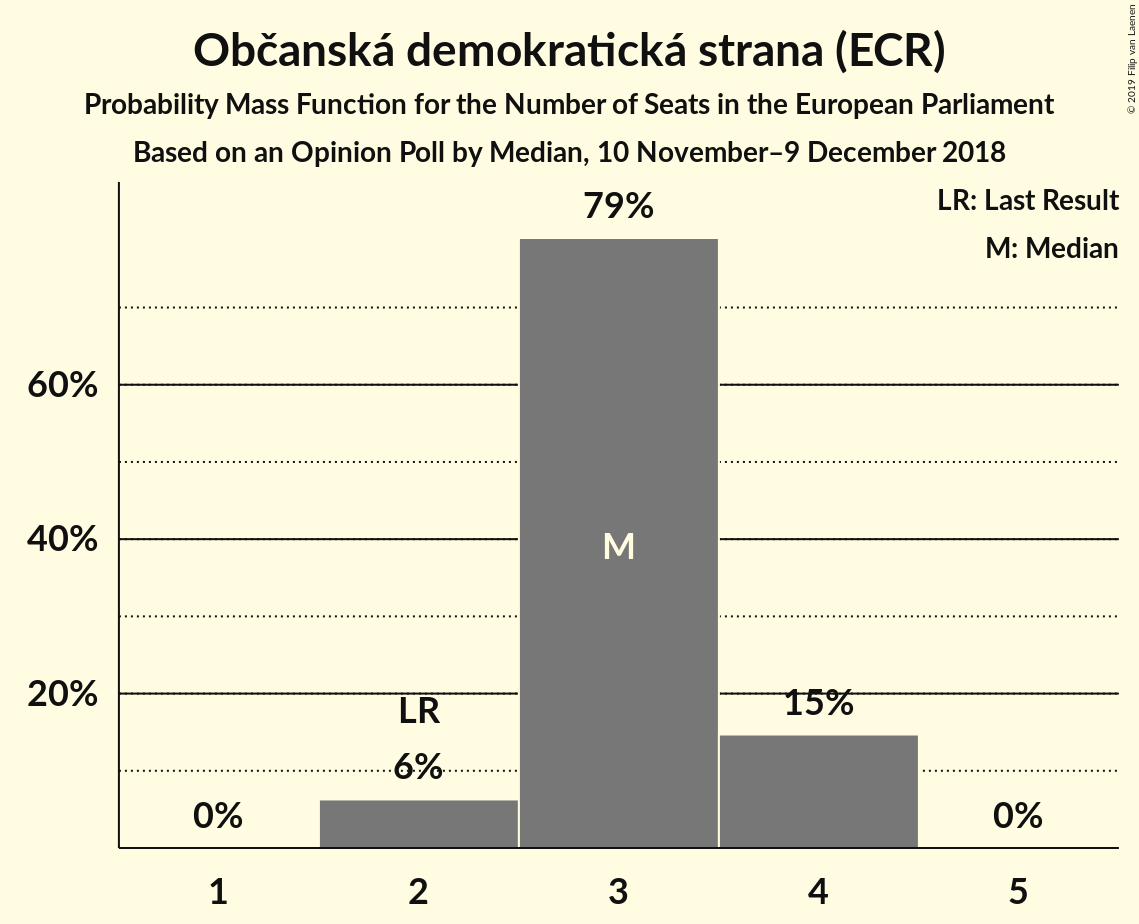 Občanská demokratická strana (ECR)
Probability Mass Function for the Number of Seats in the European Parliament
Based on an Opinion Poll by Median, 10 November–9 December 2018
© 2019 Filip van Laenen
LR: Last Result
M: Median
79%
60%
40%
20%
M
LR
15%
6%
0%
0%
1 2 3 4 5